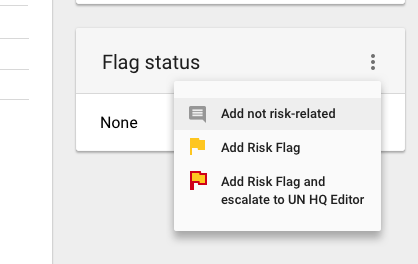 Flag status
None
Add not risk-related
Add Risk Flag
Add Risk Flag and
escalate to UN HQ Editor